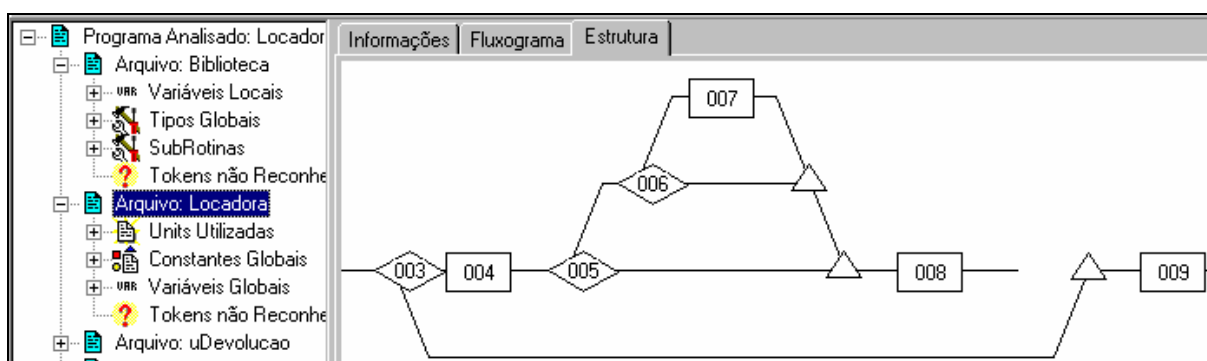 Programa Analisado: Locador
Arquivo: Biblioteca
VAR Variáveis Locais
Tipos Globais
SubRotinas
? Tokens não Reconhe
Arquivo: Locadora
Units Utilizadas
Constantes Globais
VAR Variáveis Globais
? Tokens não Reconhe
Arquivo: uDevolucao
Informações Fluxograma Estrutura
007
006
003 004 005 008 009